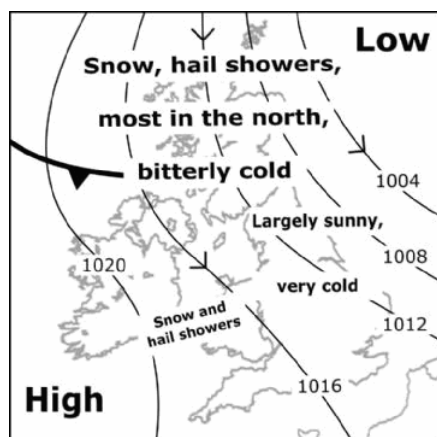 Low
Snow, hail showers,
most in the north,
bitterly cold
1004
Largely sunny,
1020
1008
very cold
Snow and
hail showers
1012
1016
High